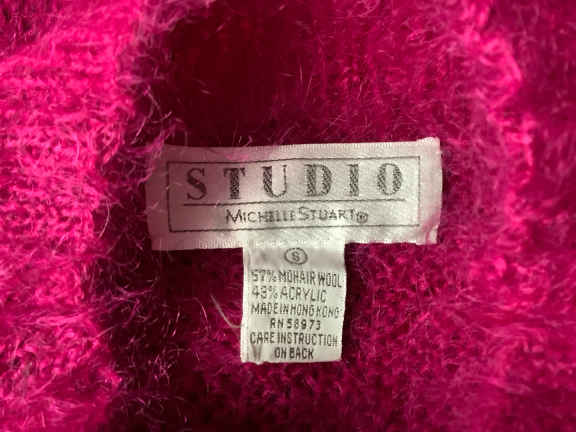 STUDIO
MICHELLE STUART®
S
57% MOHAIR WOOL
43% ACRYLIC
MADE IN HONG KONG
RN 58973
CARE INSTRUCTION
ON BACK